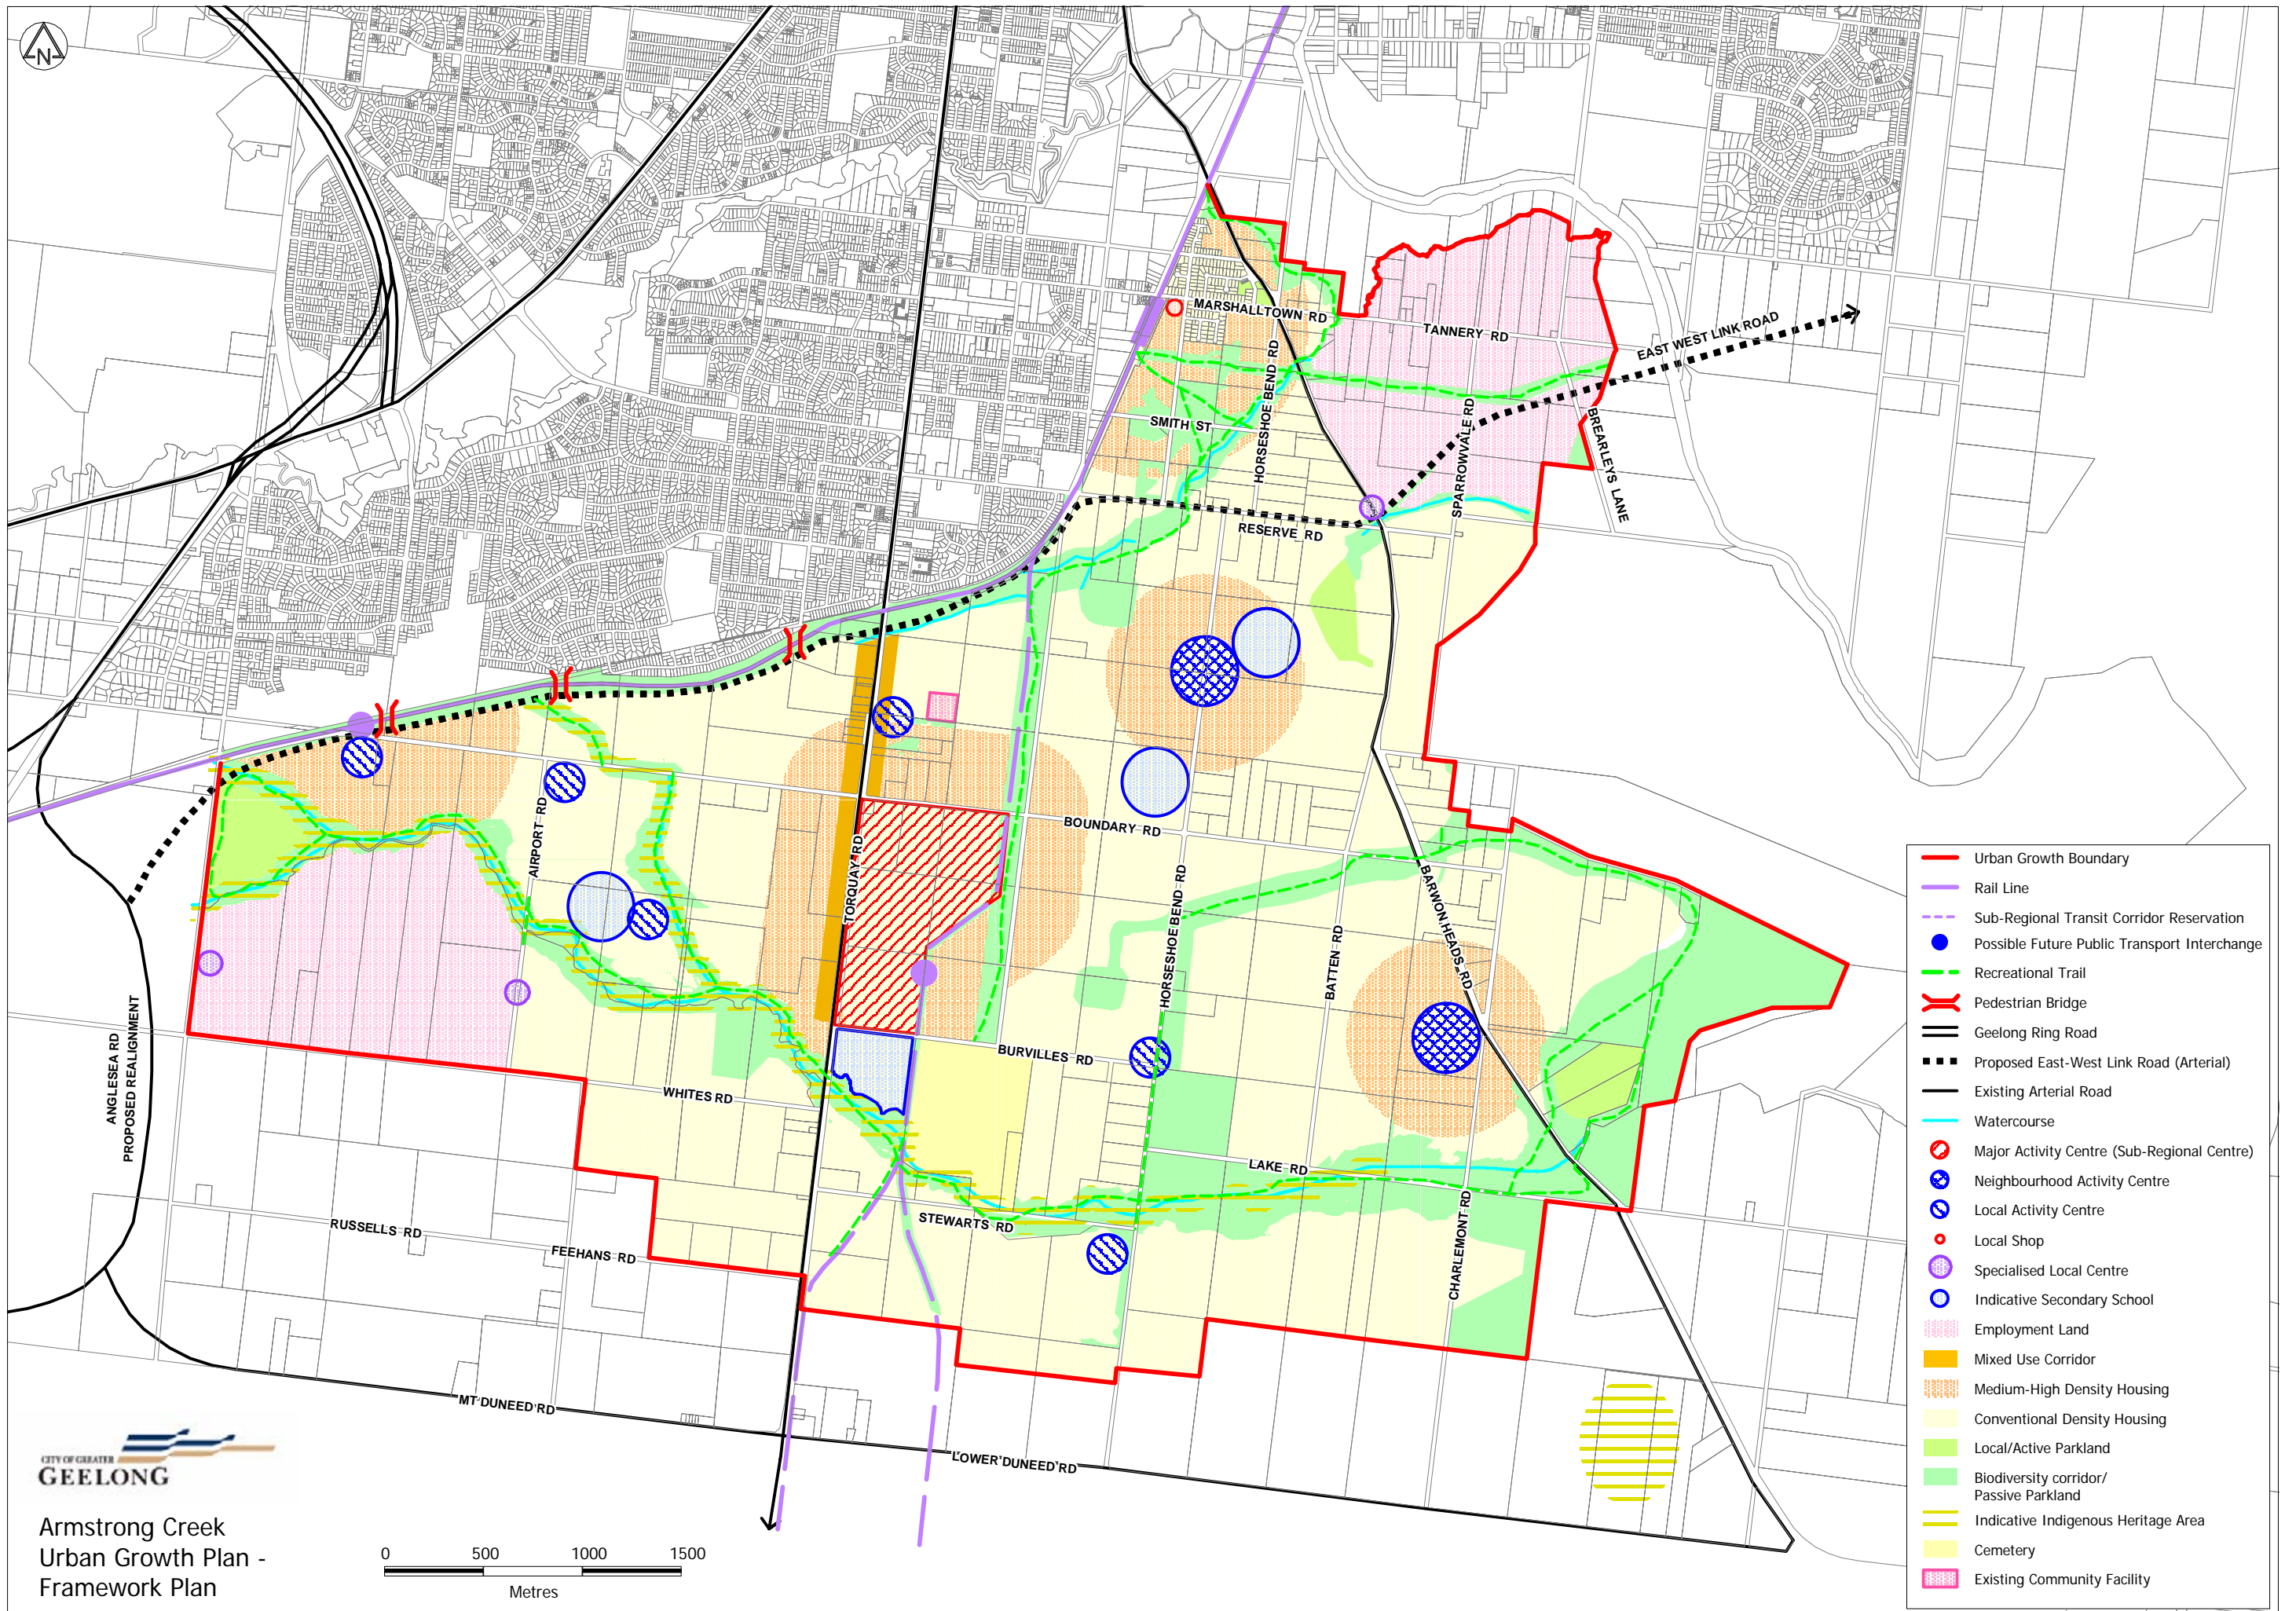 N
MARSHALLTOWN RD
TANNERY RD
EAST WEST LINK ROAD
HORSESHOE BEND RD
SMITH ST
SPARROWVALE RD
BREARLEYS LANE
RESERVE RD
AIRPORT RD
TORQUAY RD
BOUNDARY RD
HORSESHOE BEND RD
BATTEN RD
BARWON HEADS RD
ANGLESEA RD
PROPOSED REALIGNMENT
BURVILLES RD
WHITES RD
LAKE RD
CHARLEMONT RD
STEWARTS RD
RUSSELLS RD
FEEHANS RD
MT DUNEED RD
LOWER DUNEED RD
Urban Growth Boundary
Rail Line
Sub-Regional Transit Corridor Reservation
Possible Future Public Transport Interchange
Recreational Trail
Pedestrian Bridge
Geelong Ring Road
Proposed East-West Link Road (Arterial)
Existing Arterial Road
Watercourse
Major Activity Centre (Sub-Regional Centre)
Neighbourhood Activity Centre
Local Activity Centre
Local Shop
Specialised Local Centre
Indicative Secondary School
Employment Land
Mixed Use Corridor
Medium-High Density Housing
Conventional Density Housing
Local/Active Parkland
Biodiversity corridor/
Passive Parkland
Indicative Indigenous Heritage Area
Cemetery
Existing Community Facility
CITY OF GREATER
GEELONG
Armstrong Creek
Urban Growth Plan -
Framework Plan
0 500 1000 1500
Metres